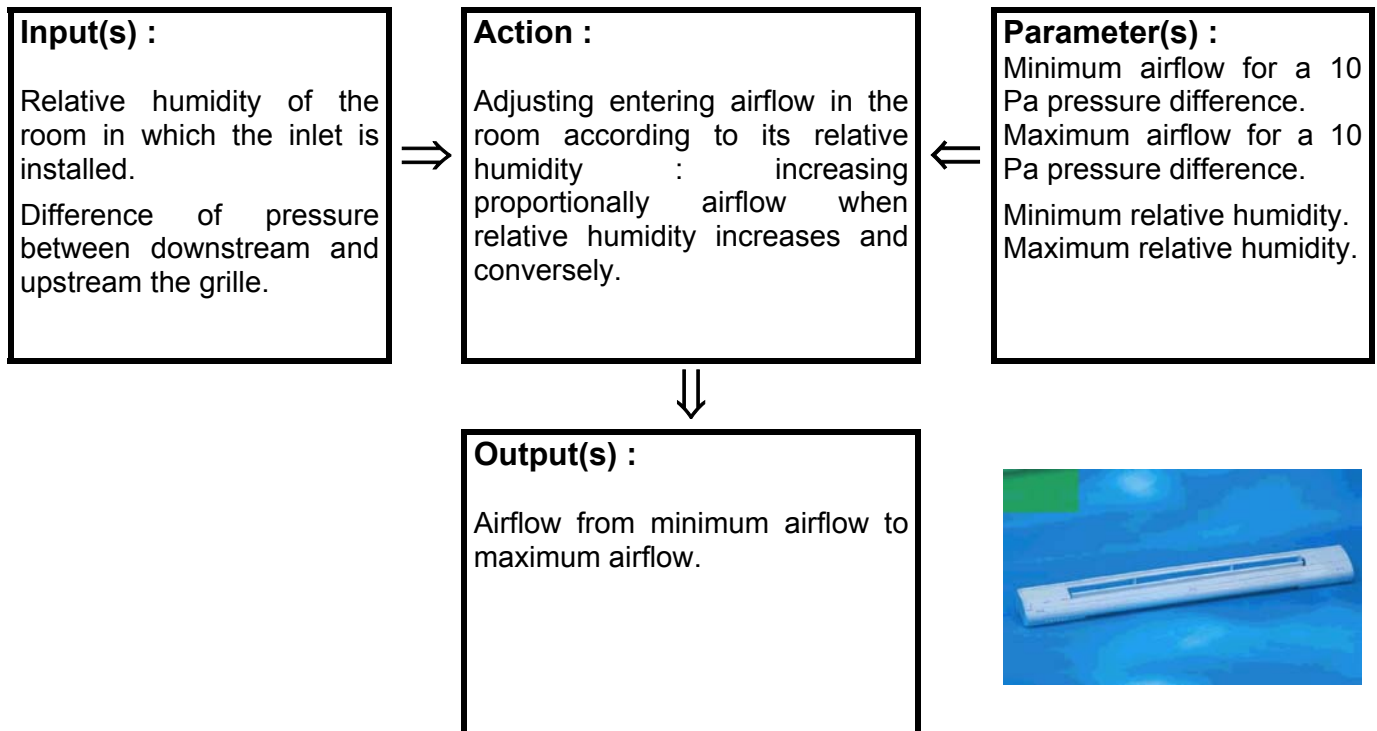 Input(s) :
Relative humidity of the
room in which the inlet is
installed.
Difference of pressure
between downstream and
upstream the grille.
Action :
Adjusting entering airflow in the
room according to its relative
humidity : increasing
proportionally airflow when
relative humidity increases and
conversely.
Parameter(s) :
Minimum airflow for a 10
Pa pressure difference.
Maximum airflow for a 10
Pa pressure difference.
Minimum relative humidity.
Maximum relative humidity.
Output(s) :
Airflow from minimum airflow to
maximum airflow.